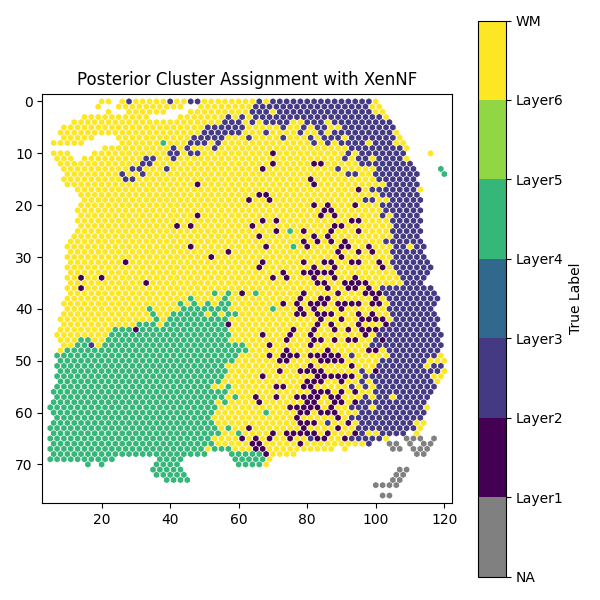 Posterior Cluster Assignment with XenNF
0
10
20
30
40
50
60
70
20
40
60
80
100
120
WM
Layer6
Layer5
Layer4
Layer3
Layer2
Layer1
NA
True Label